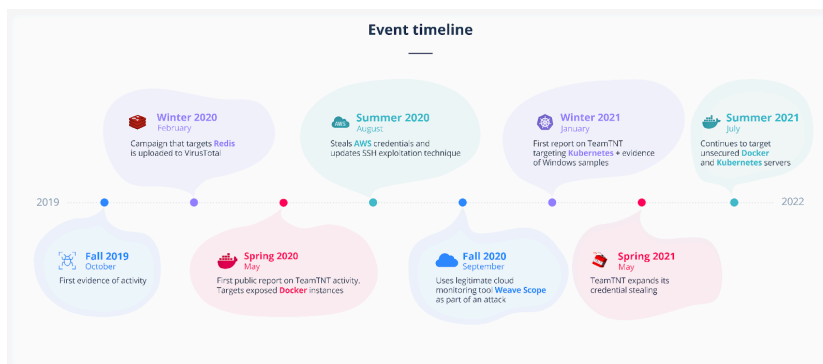 Event timeline
Winter 2020
February
Campaign that targets Redis
is uploaded to VirusTotal
AWS
Summer 2020
August
Steals AWS credentials and
updates SSH exploitation technique
Winter 2021
January
First report on TeamTNT
targeting Kubernetes + evidence
of Windows samples
Summer 2021
July
Continues to target
unsecured Docker
and Kubernetes servers
2019
2022
Fall 2019
October
First evidence of activity
Spring 2020
May
First public report on TeamTNT activity.
Targets exposed Docker instances
Fall 2020
September
Uses legitimate cloud
monitoring tool Weave Scope
as part of an attack
Spring 2021
May
TeamTNT expands its
credential stealing